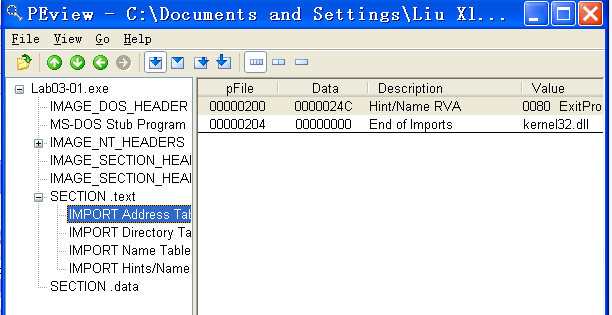 PEview - C:\Documents and Settings\Liu Xl...
File View Go Help
Lab03-01.exe
IMAGE_DOS_HEADER
MS-DOS Stub Program
IMAGE_NT_HEADERS
IMAGE_SECTION_HEA
IMAGE_SECTION_HEA
SECTION .text
IMPORT Address Tab
IMPORT Directory Ta
IMPORT Name Table
IMPORT Hints/Name
SECTION .data
pFile Data Description Value
00000200 0000024C Hint/Name RVA 0080 ExitPro
00000204 00000000 End of Imports kernel32.dll